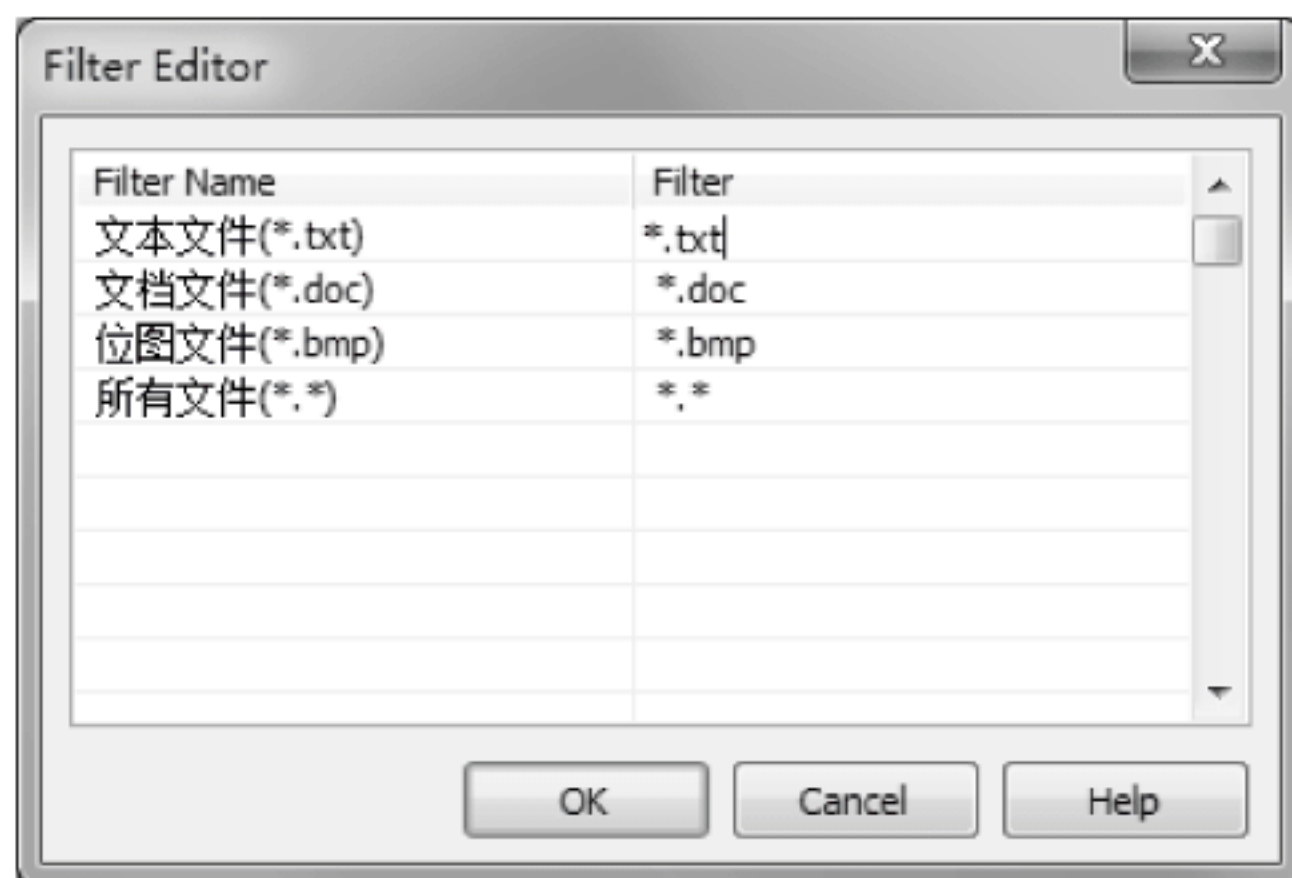 Filter Editor
Filter Name Filter
文本文件(*.txt) *.txt
文档文件(*.doc) *.doc
位图文件(*.bmp) *.bmp
所有文件(*.*) *.*
OK Cancel Help